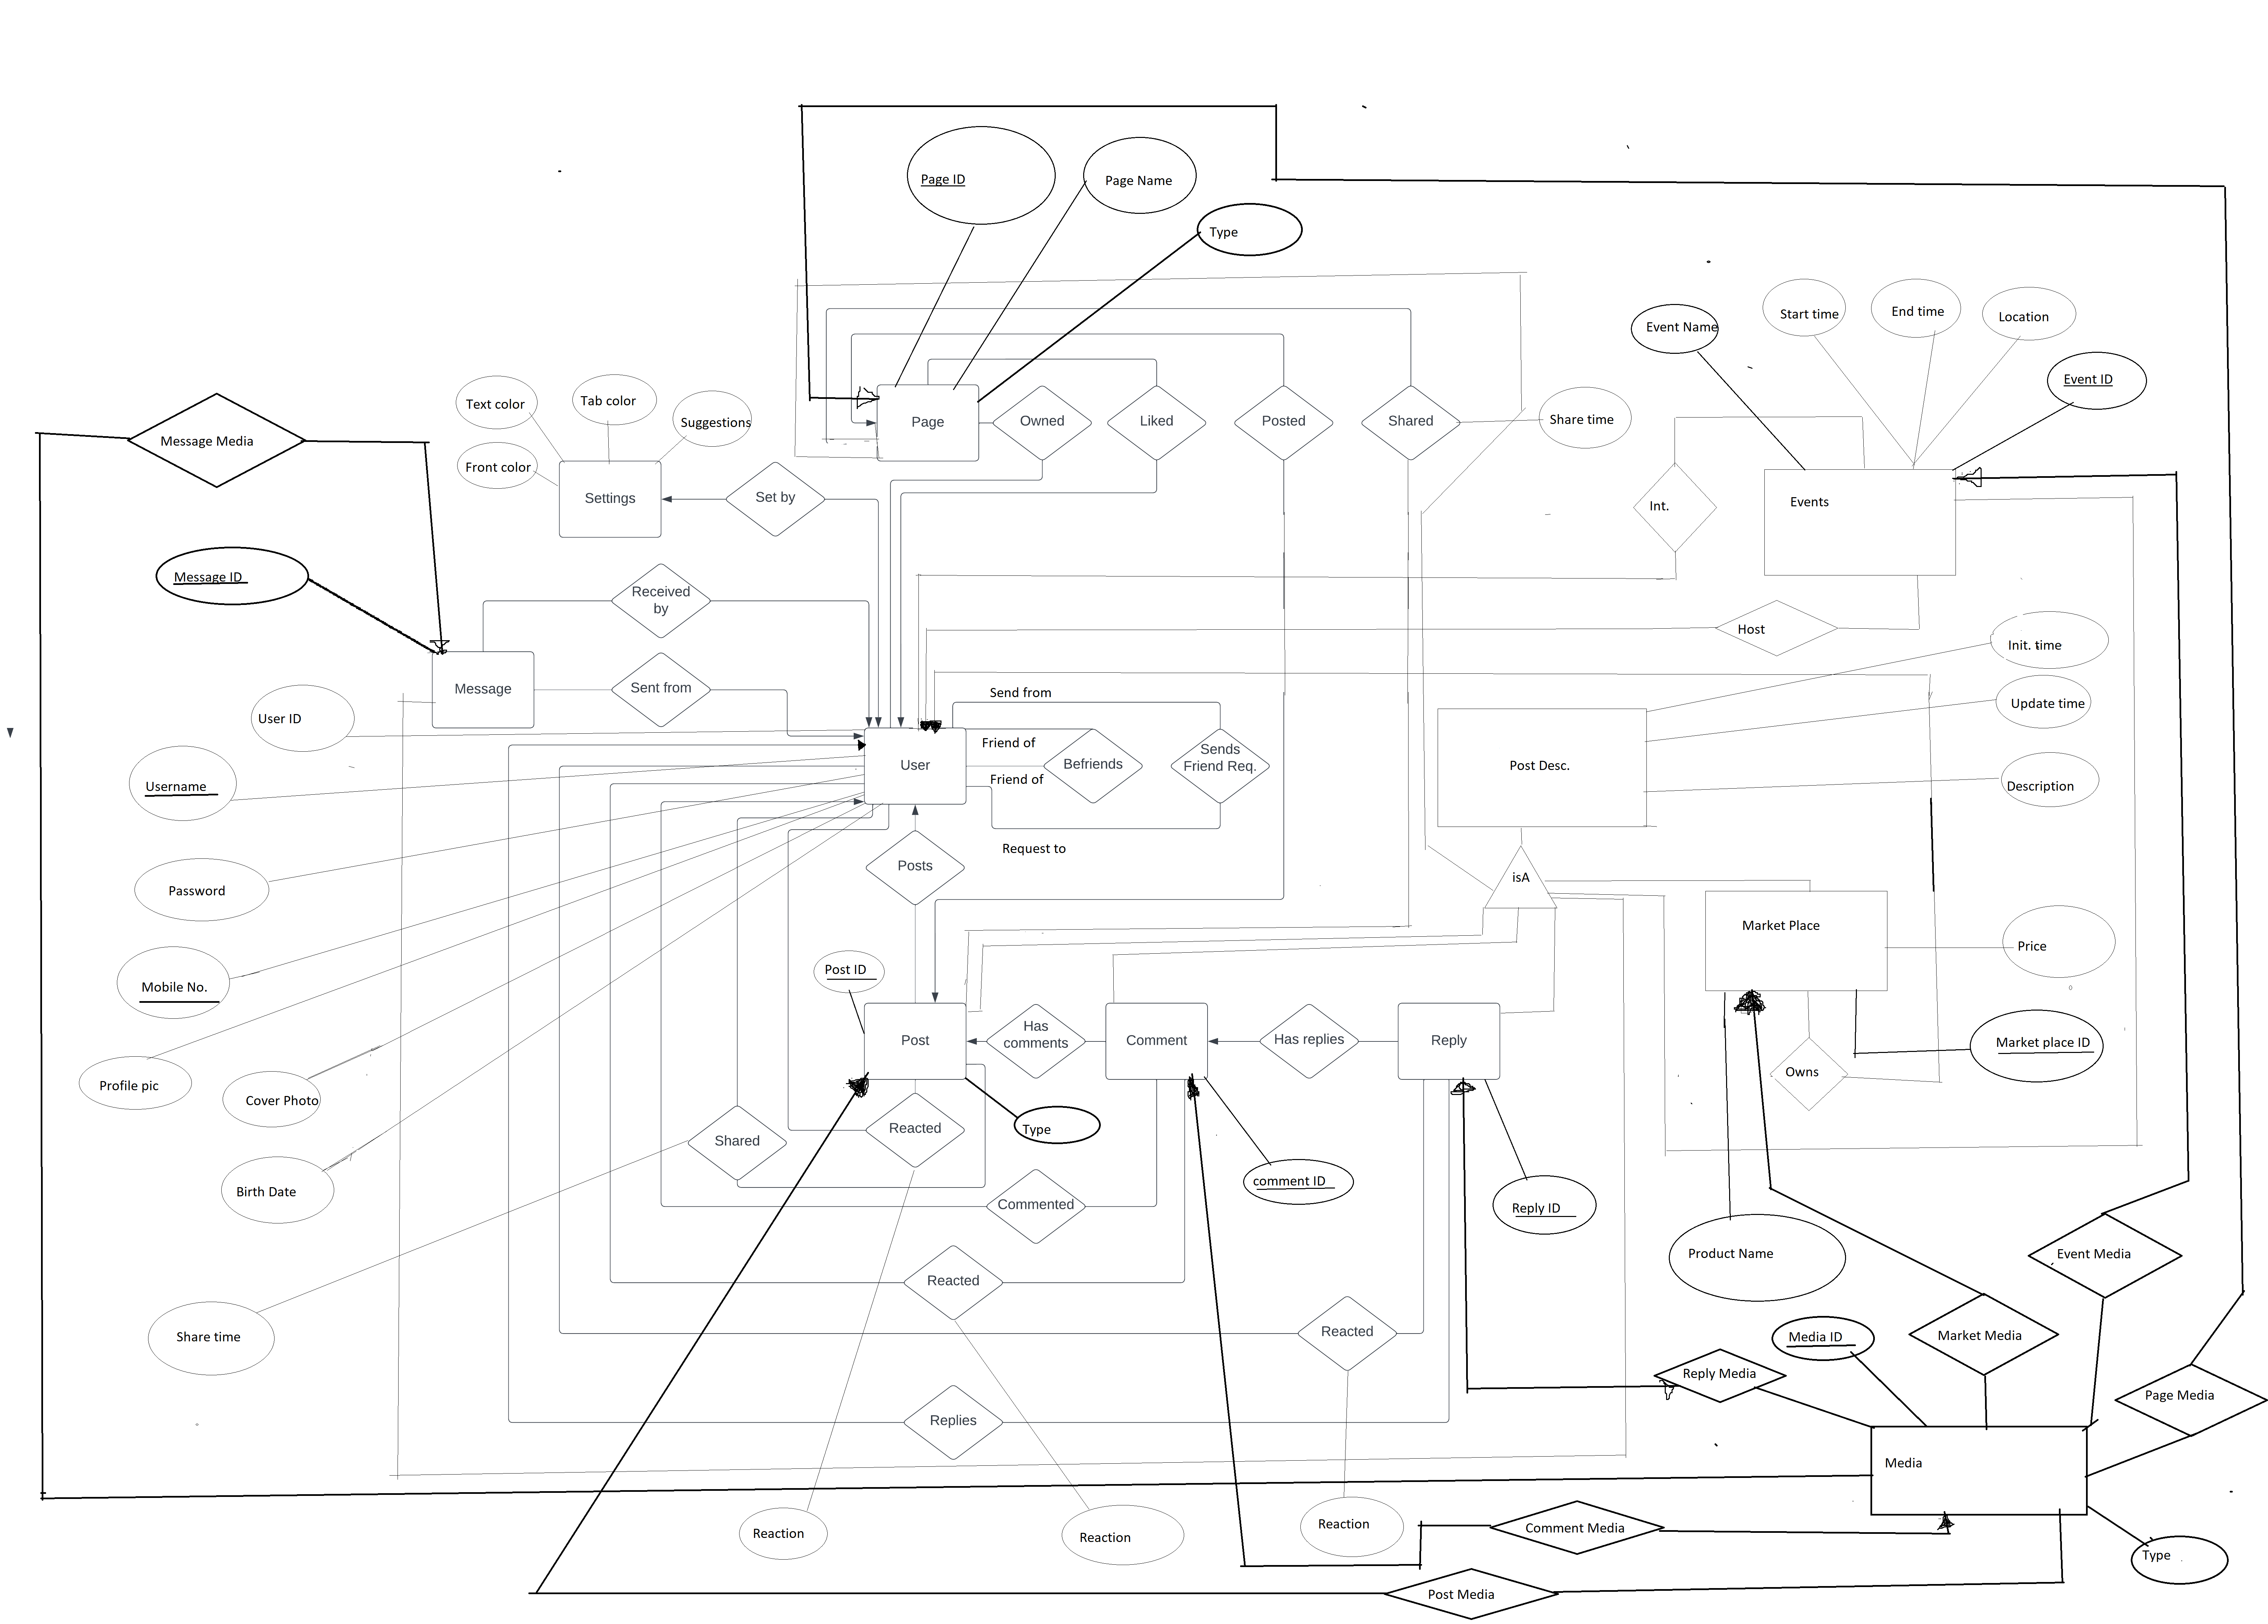 Page ID
Page Name
Type
Event Name
Start time
End time
Location
Event ID
Text color
Tab color
Suggestions
Front color
Settings
Set by
Page
Owned
Liked
Posted
Shared
Share time
Message Media
Int.
Events
Message ID
Received
by
Host
Init. time
Message
Sent from
Send from
User ID
Update time
Friend of
Befriends
Sends
Friend Req.
User
Post Desc.
Friend of
Username
Description
Request to
Posts
isA
Password
Market Place
Price
Post ID
Mobile No.
Post
Has
comments
Comment
Has replies
Reply
Market place ID
Owns
Profile pic
Cover Photo
Reacted
Type
Shared
Birth Date
Commented
comment ID
Reply ID
Product Name
Event Media
Reacted
Share time
Reacted
Media ID
Market Media
Reply Media
Page Media
Replies
Media
Reaction
Reaction
Reaction
Comment Media
Type
Post Media